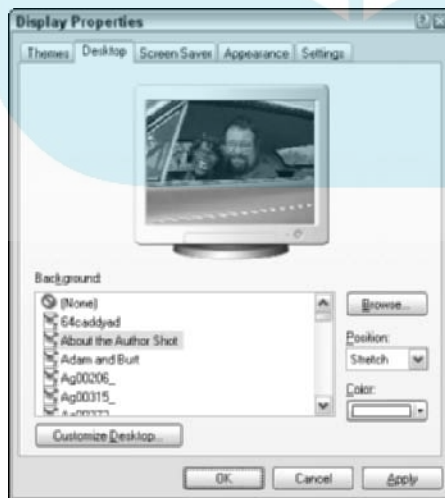 Display Properties
Themes Desktop Screen Saver Appearance Settings
Background:
(None)
64caddyad
About the Author Shot
Adam and Burt
Ag00206_
Ag00315_
Browse...
Position:
Stretch
Color:
Customize Desktop...
OK Cancel Apply